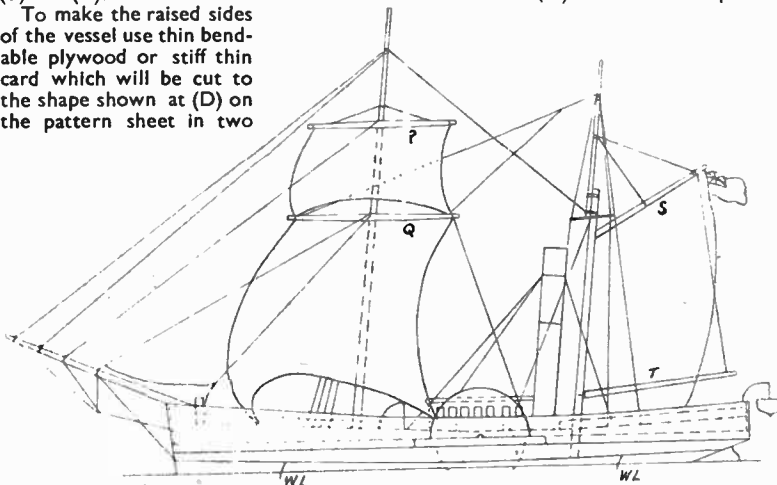 To make the raised sides
of the vessel use thin bend-
able plywood or stiff thin
card which will be cut to
the shape shown at (D) on
the pattern sheet in two
P
Q
S
T
WL
WL